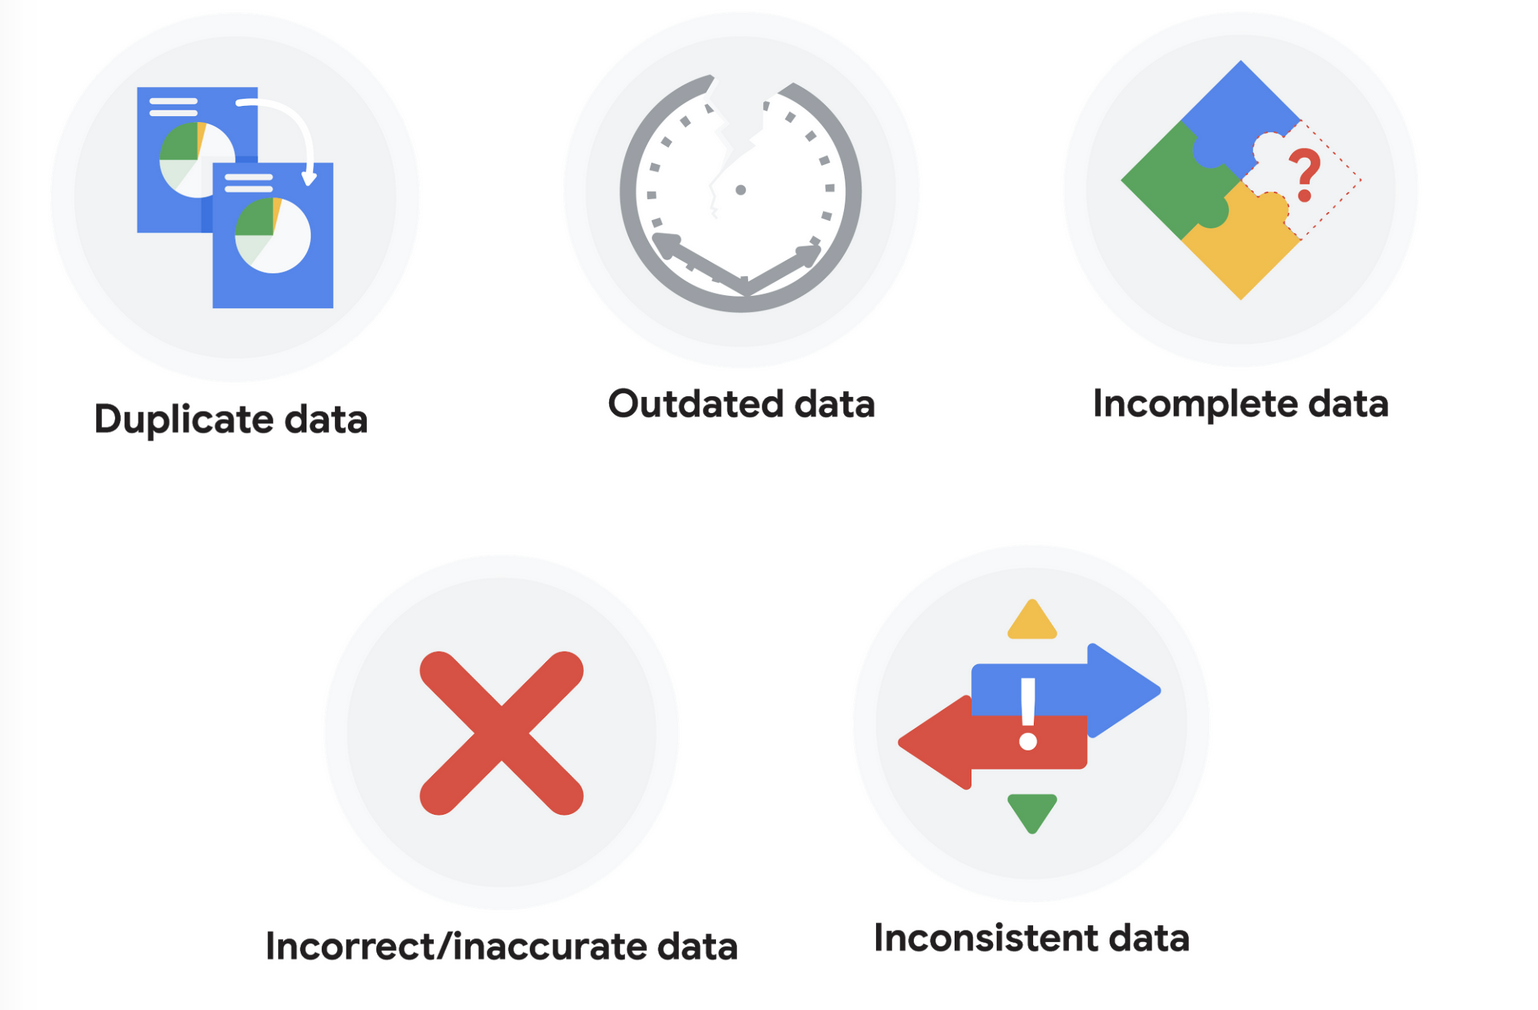 ?
Duplicate data
Outdated data
Incomplete data
!
Incorrect/inaccurate data
Inconsistent data